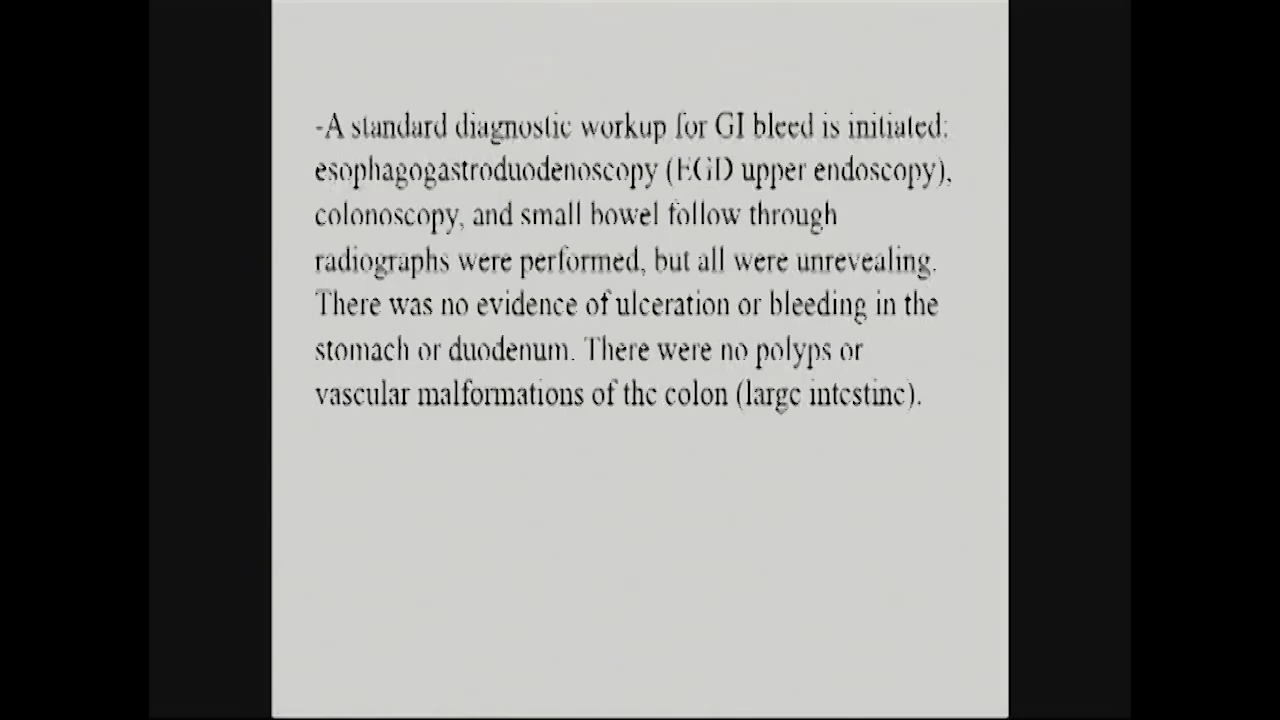 -A standard diagnostic workup for GI bleed is initiated:
esophagogastroduodenoscopy (EGD upper endoscopy),
colonoscopy, and small bowel follow through
radiographs were performed, but all were unrevealing.
There was no evidence of ulceration or bleeding in the
stomach or duodenum. There were no polyps or
vascular malformations of the colon (large intestine).